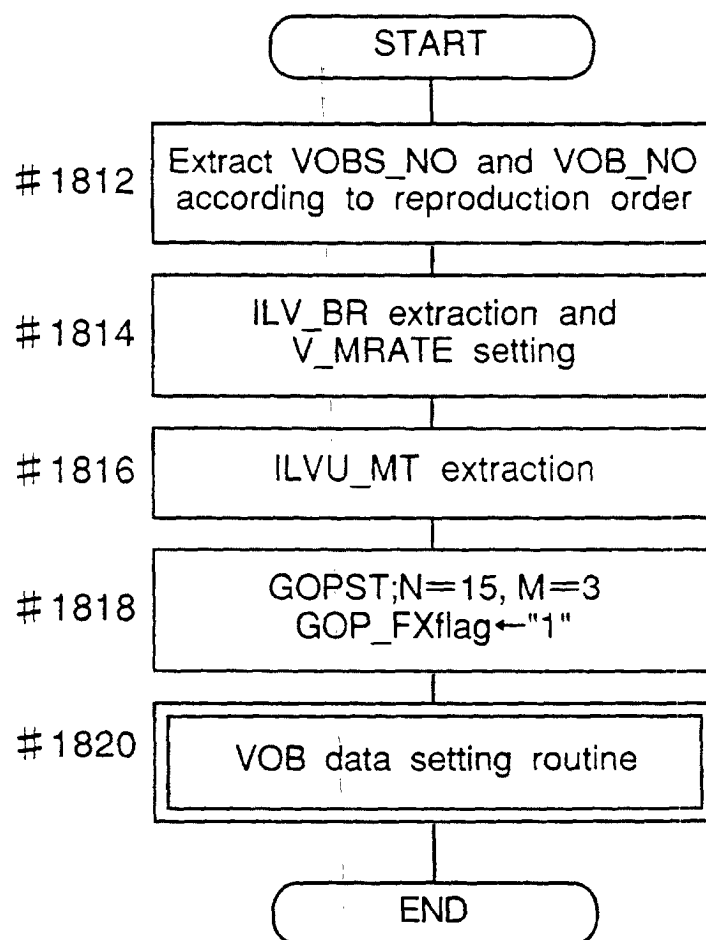 START
#1812
Extract VOBS_NO and VOB_NO
according to reproduction order
#1814
ILV_BR extraction and
V_MRATE setting
#1816
ILVU_MT extraction
#1818
GOPST;N=15, M=3
GOP_FXflag←"1"
#1820
VOB data setting routine
END